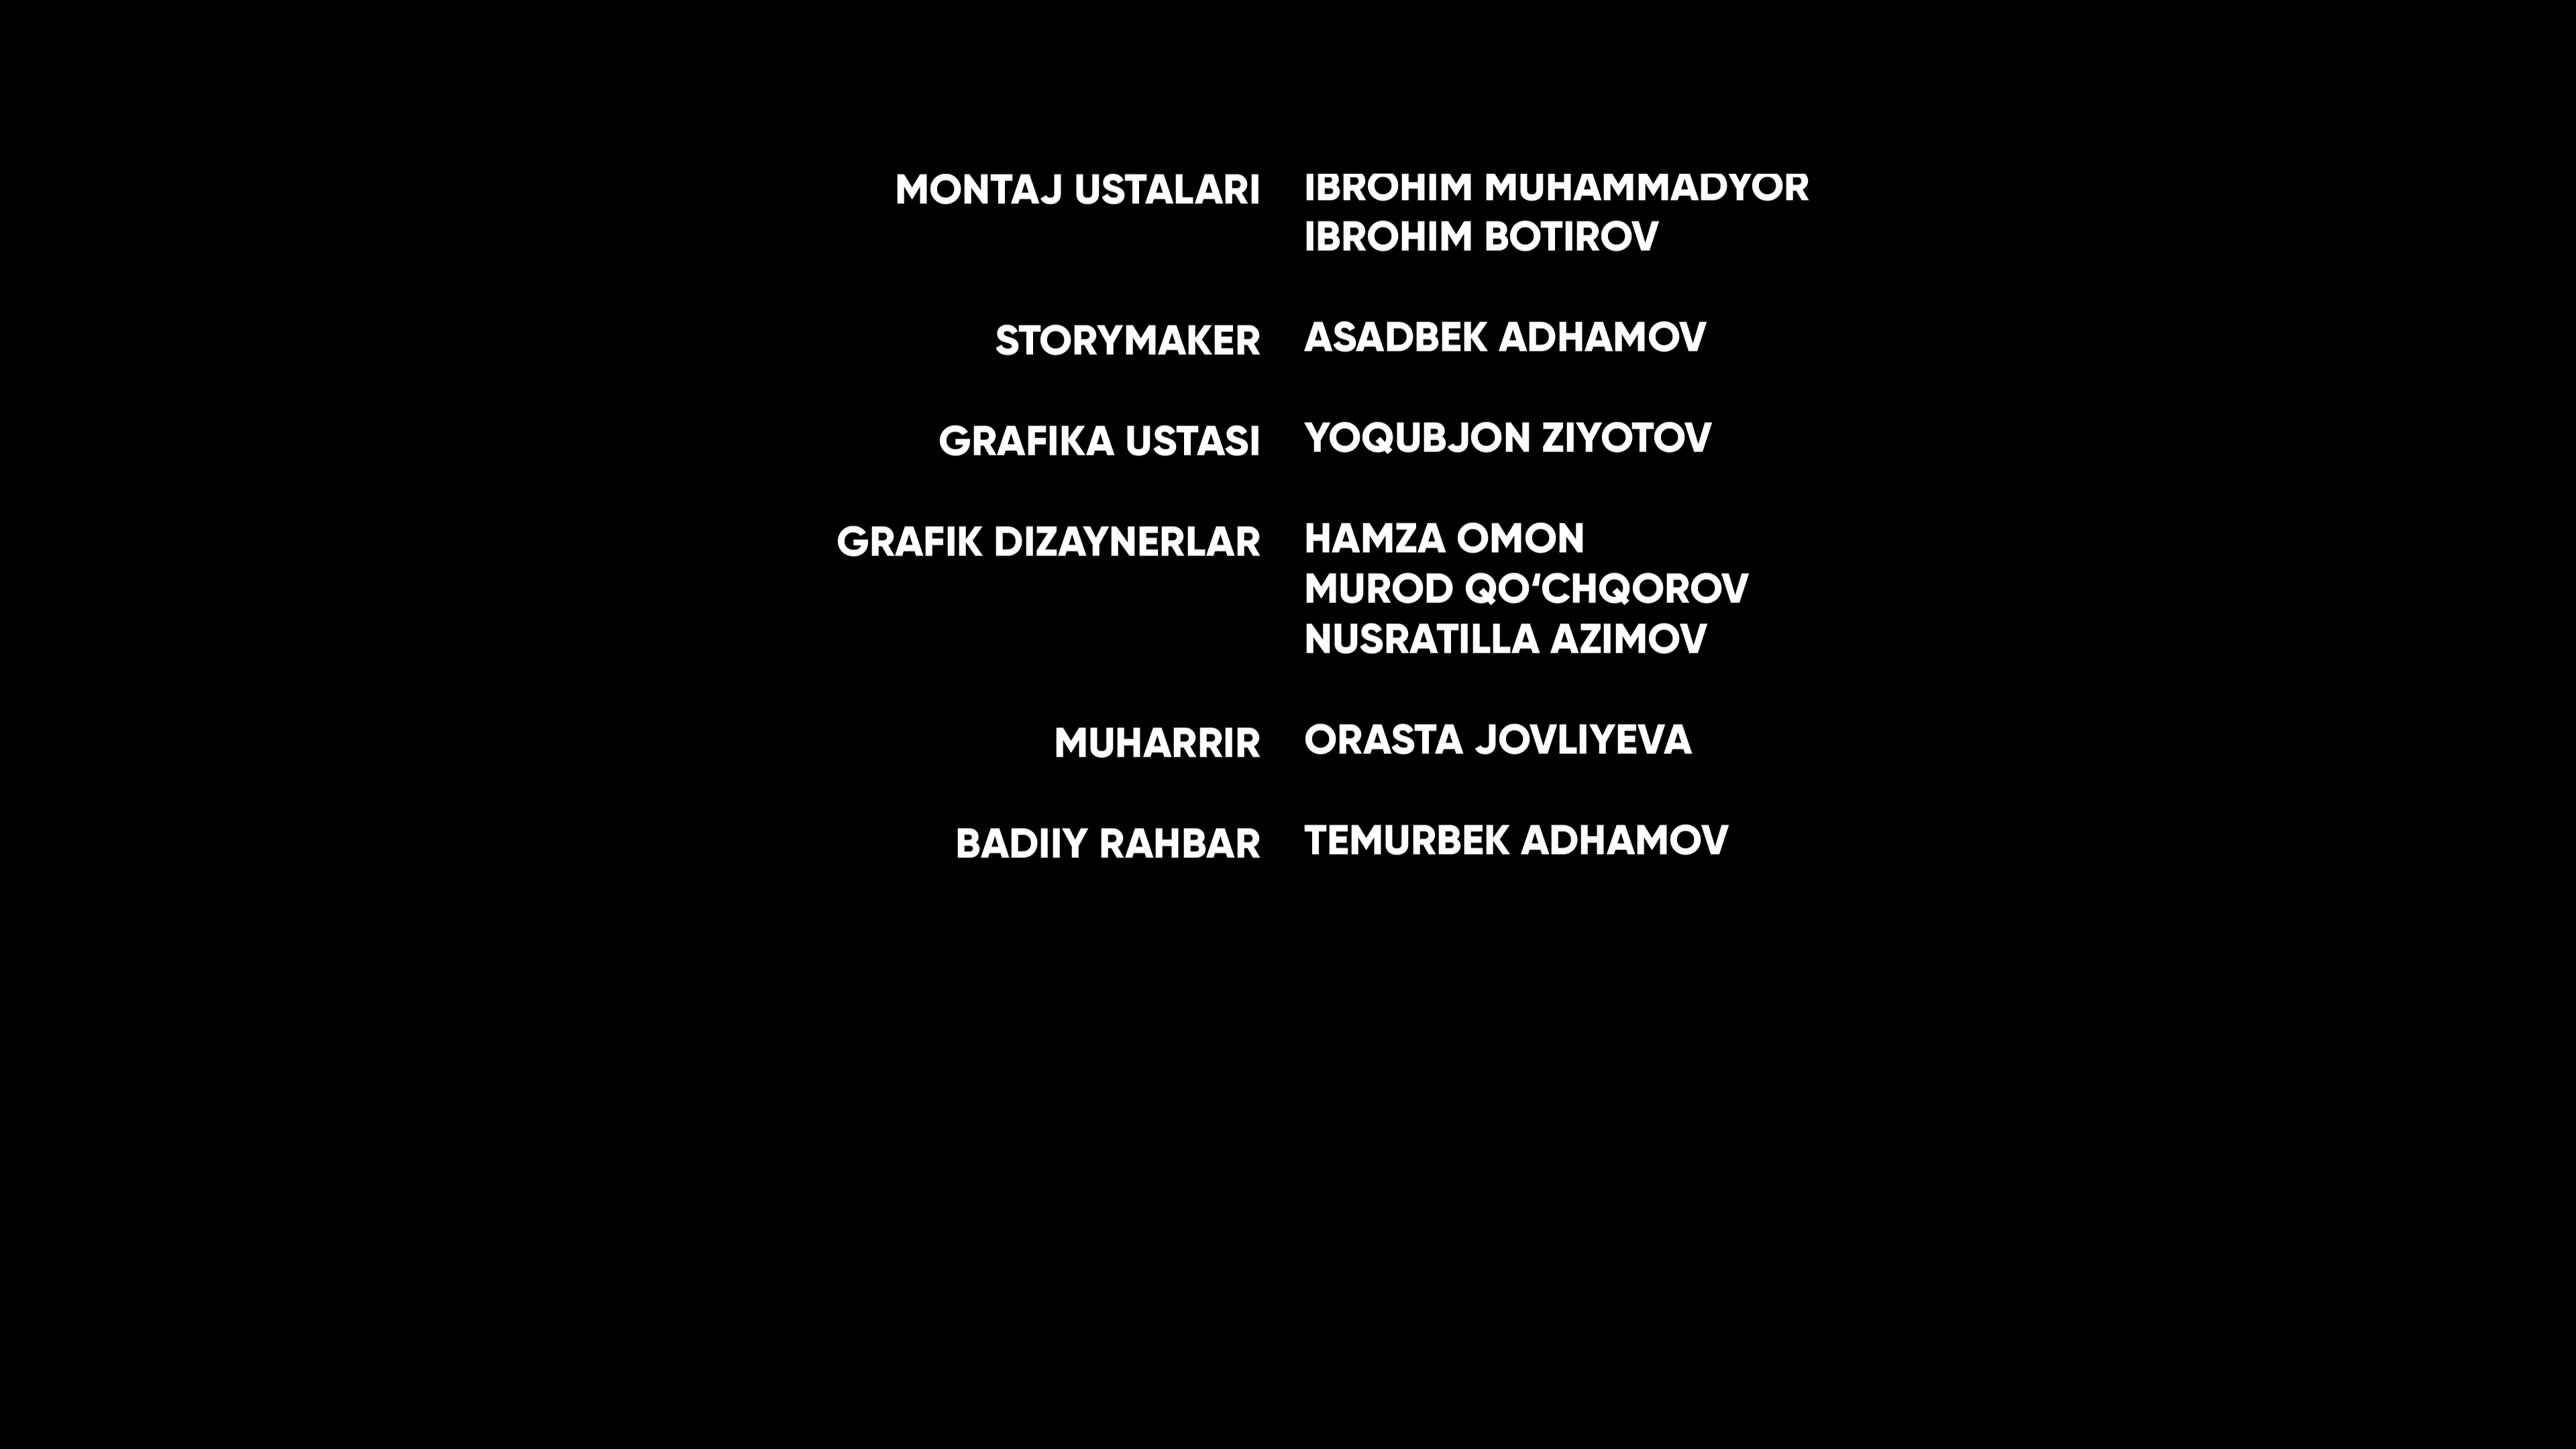 MONTAJ USTALARI IBROHIM MUHAMMADYOR
IBROHIM BOTIROV
STORYMAKER ASADBEK ADHAMOV
GRAFIKA USTASI YOQUBJON ZIYOTOV
GRAFIK DIZAYNERLAR HAMZA OMON
MUROD QO‘CHQOROV
NUSRATILLA AZIMOV
MUHARRIR ORASTA JOVLIYEVA
BADIIY RAHBAR TEMURBEK ADHAMOV